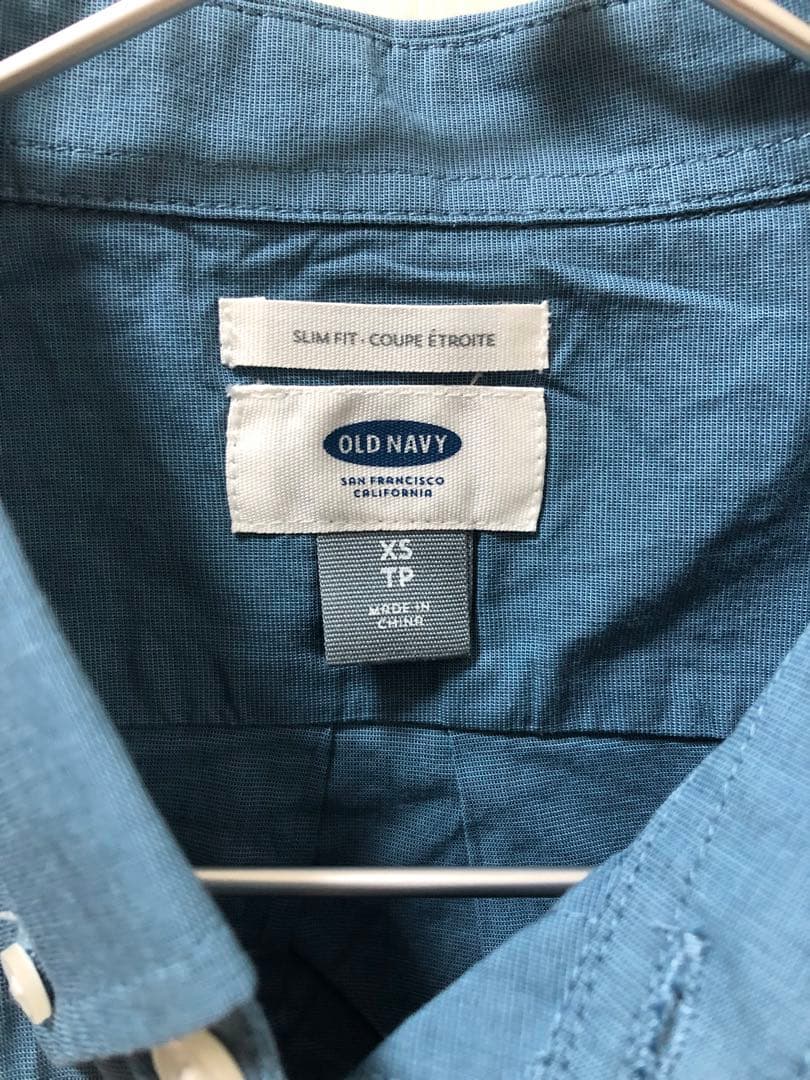 SLIM FIT · COUPE ÉTROITE
OLD NAVY
SAN FRANCISCO
CALIFORNIA
XS
TP
MADE IN
CHINA